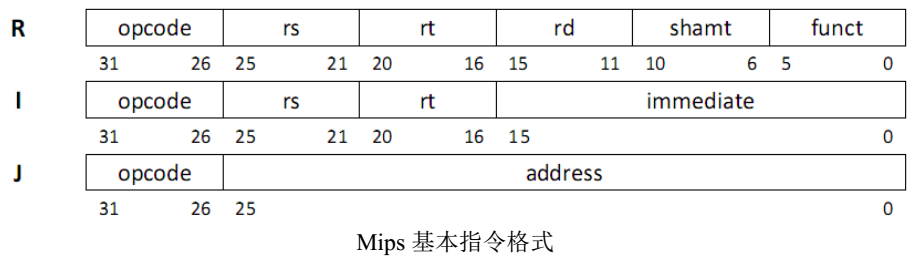 R opcode rs rt rd shamt funct
31 26 25 21 20 16 15 11 10 6 5 0
I opcode rs rt immediate
31 26 25 21 20 16 15 0
J opcode address
31 26 25 0
Mips 基本指令格式